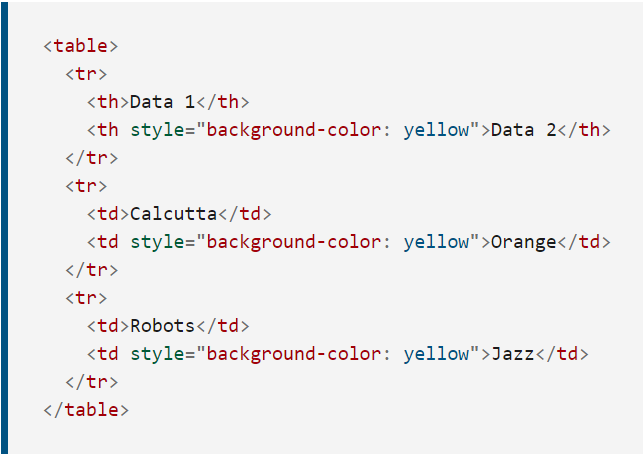 <table>
  <tr>
    <th>Data 1</th>
    <th style="background-color: yellow">Data 2</th>
  </tr>
  <tr>
    <td>Calcutta</td>
    <td style="background-color: yellow">Orange</td>
  </tr>
  <tr>
    <td>Robots</td>
    <td style="background-color: yellow">Jazz</td>
  </tr>
</table>